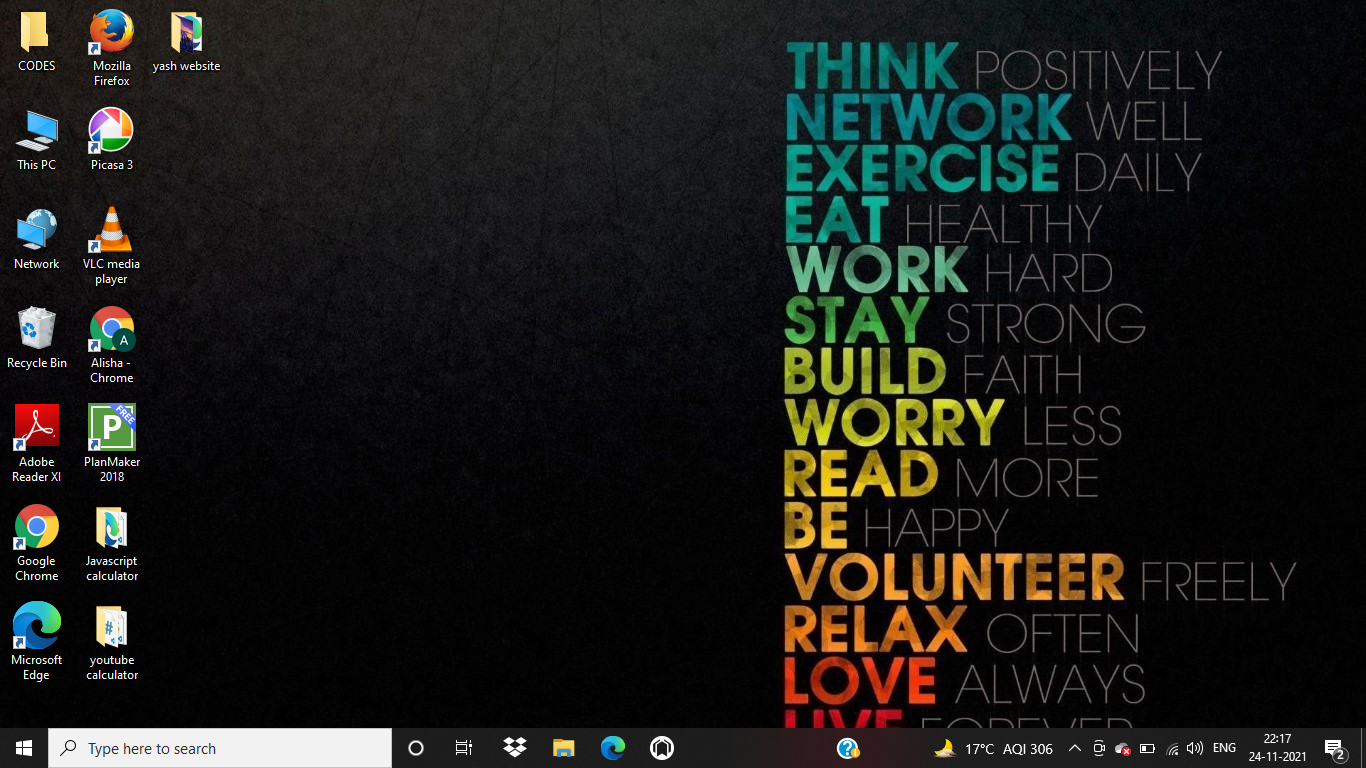 CODES
Mozilla
Firefox
yash website
This PC
Picasa 3
Network
VLC media
player
Recycle Bin
A
Alisha -
Chrome
Adobe
Reader XI
FREE
P
PlanMaker
2018
Google
Chrome
Javascript
calculator
Microsoft
Edge
#
youtube
calculator
THINK POSITIVELY
NETWORK WELL
EXERCISE DAILY
EAT HEALTHY
WORK HARD
STAY STRONG
BUILD FAITH
WORRY LESS
READ MORE
BE HAPPY
VOLUNTEER FREELY
RELAX OFTEN
LOVE ALWAYS
LIVE FOREVER
Type here to search
17°C AQI 306
ENG
22:17
24-11-2021
2